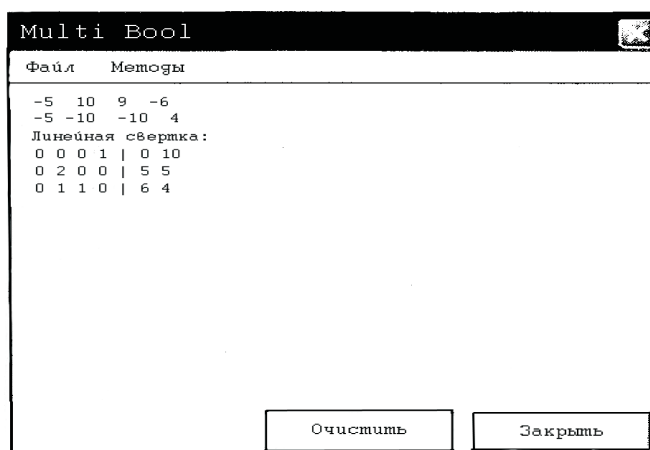 Multi Bool
Файл Методы
-5 10 9 -6
-5 -10 -10 4
Линейная свертка:
0 0 0 1 | 0 10
0 2 0 0 | 5 5
0 1 1 0 | 6 4
Очистить Закрыть